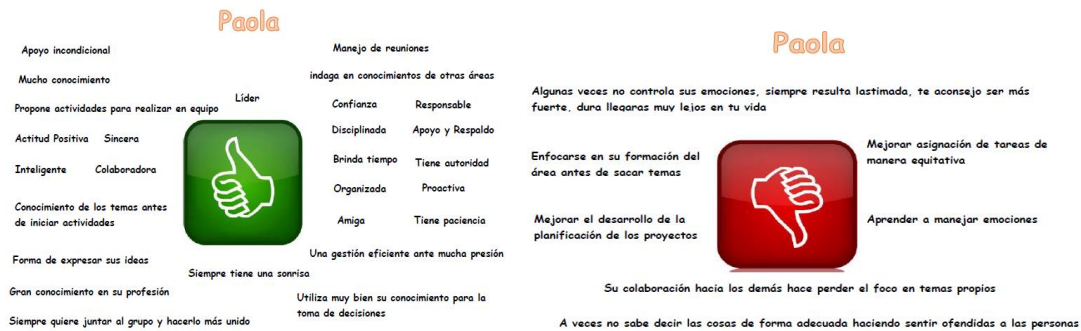 Paola
Apoyo incondicional
Mucho conocimiento
Propone actividades para realizar en equipo
Líder
Actitud Positiva
Sincera
Inteligente
Colaboradora
Conocimiento de los temas antes
de iniciar actividades
Forma de expresar sus ideas
Siempre tiene una sonrisa
Gran conocimiento en su profesión
Siempre quiere juntar al grupo y hacerlo más unido
Manejo de reuniones
indaga en conocimientos de otras áreas
Confianza
Responsable
Disciplinada
Apoyo y Respaldo
Brinda tiempo
Tiene autoridad
Organizada
Proactiva
Amiga
Tiene paciencia
Una gestión eficiente ante mucha presión
Utiliza muy bien su conocimiento para la
toma de decisiones
Paola
Algunas veces no controla sus emociones, siempre resulta lastimada, te aconsejo ser más
fuerte, dura llegaras muy lejos en tu vida
Enfocarse en su formación del
área antes de sacar temas
Mejorar asignación de tareas de
manera equitativa
Mejorar el desarrollo de la
planificación de los proyectos
Aprender a manejar emociones
Su colaboración hacia los demás hace perder el foco en temas propios
A veces no sabe decir las cosas de forma adecuada haciendo sentir ofendidas a las personas